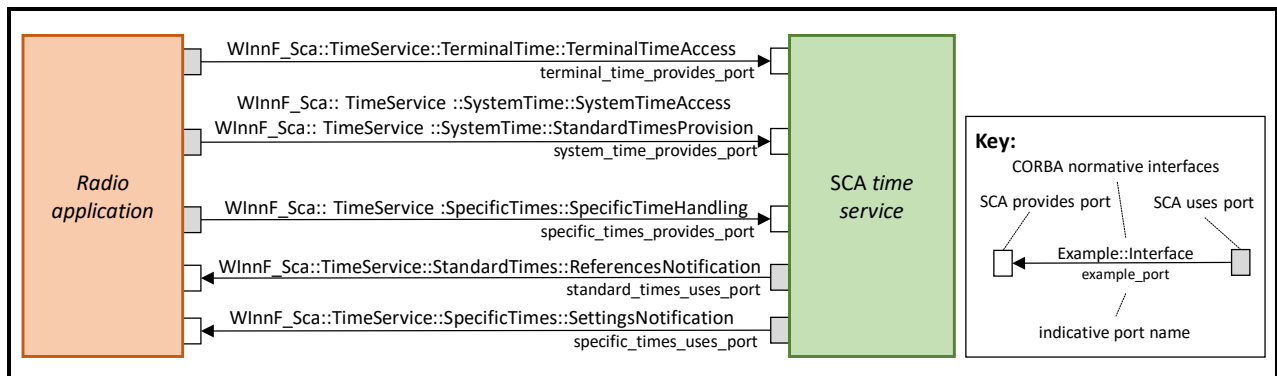 Radio
application
WInnF_Sca::TimeService::TerminalTime::TerminalTimeAccess
terminal_time_provides_port
WInnF_Sca:: TimeService ::SystemTime::SystemTimeAccess
WInnF_Sca:: TimeService ::SystemTime::StandardTimesProvision
system_time_provides_port
WInnF_Sca:: TimeService :SpecificTimes::SpecificTimeHandling
specific_times_provides_port
WInnF_Sca::TimeService::StandardTimes::ReferencesNotification
standard_times_uses_port
WInnF_Sca::TimeService::SpecificTimes::SettingsNotification
specific_times_uses_port
SCA time
service
Key:
CORBA normative interfaces
SCA provides port
SCA uses port
Example::Interface
example_port
indicative port name